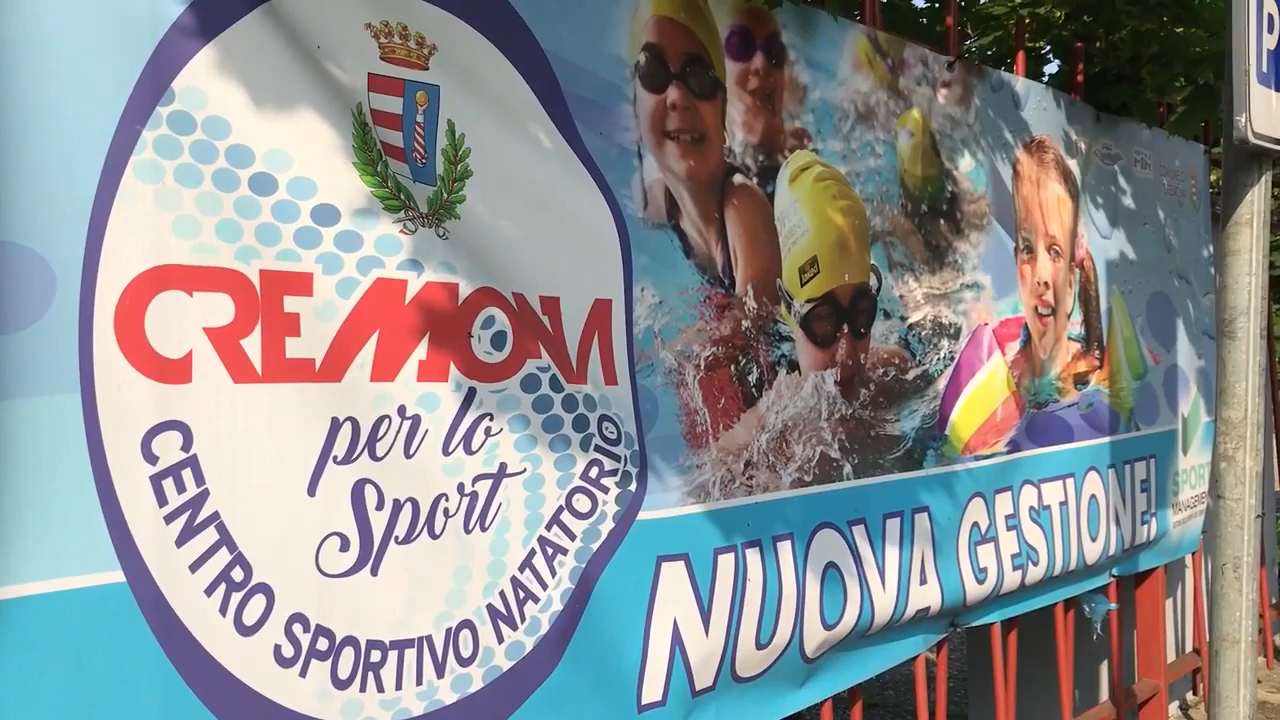 CREMONA
per lo
Sport
CENTRO SPORTIVO NATATORIO
NUOVA GESTIONE!
SPORT
MANAGEMENT
P